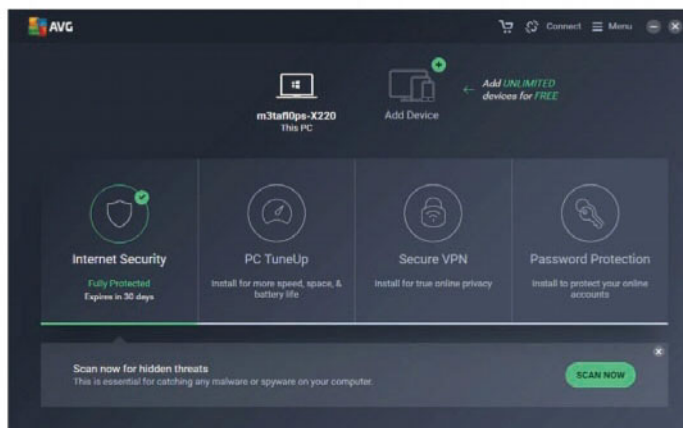 AVG
Connect
Menu
Add UNLIMITED
devices for FREE
m3tafl0ps-X220
This PC
Add Device
Internet Security
Fully Protected
Expires in 30 days
PC TuneUp
Install for more speed, space, &
battery life
Secure VPN
Install for true online privacy
Password Protection
Install to protect your online
accounts
Scan now for hidden threats
This is essential for catching any malware or spyware on your computer.
SCAN NOW